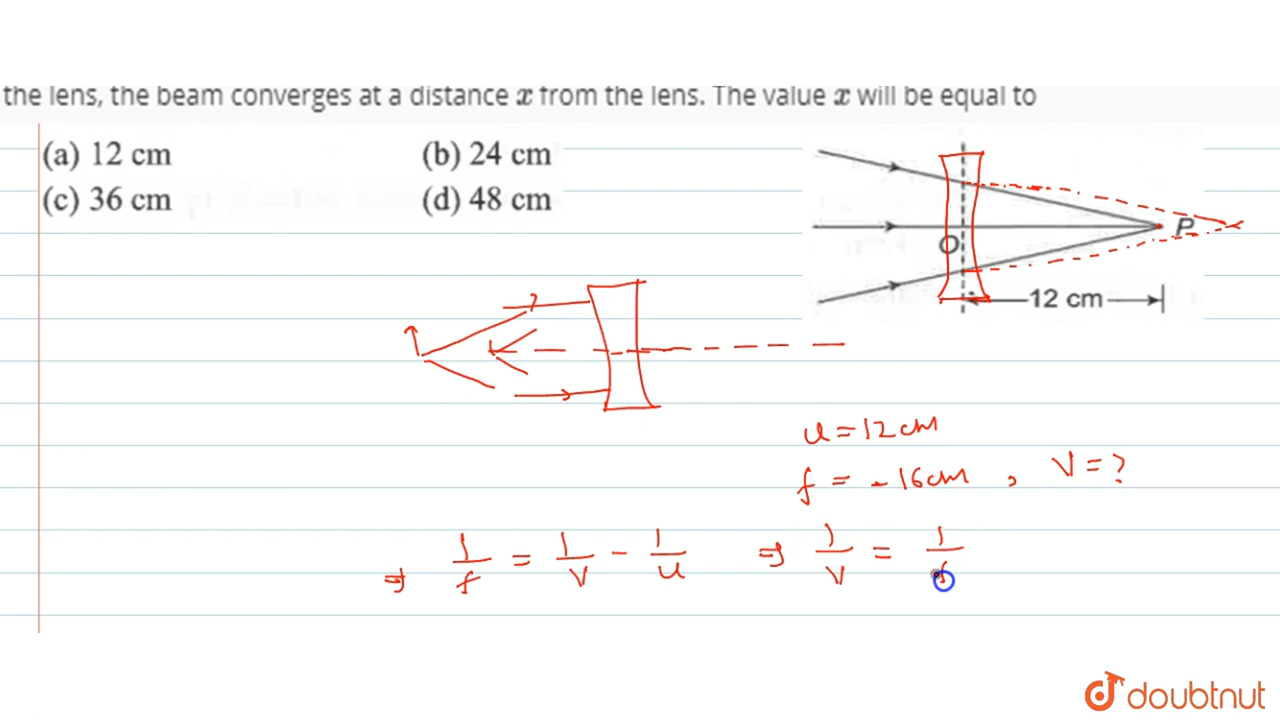 the lens, the beam converges at a distance x from the lens. The value x will be equal to
(a) 12 cm (b) 24 cm
(c) 36 cm (d) 48 cm
O P
12 cm
u = 12 cm
f = - 16 cm , V = ?
⇒ 1/f = 1/V - 1/u ⇒ 1/V = 1/f
doubtnut